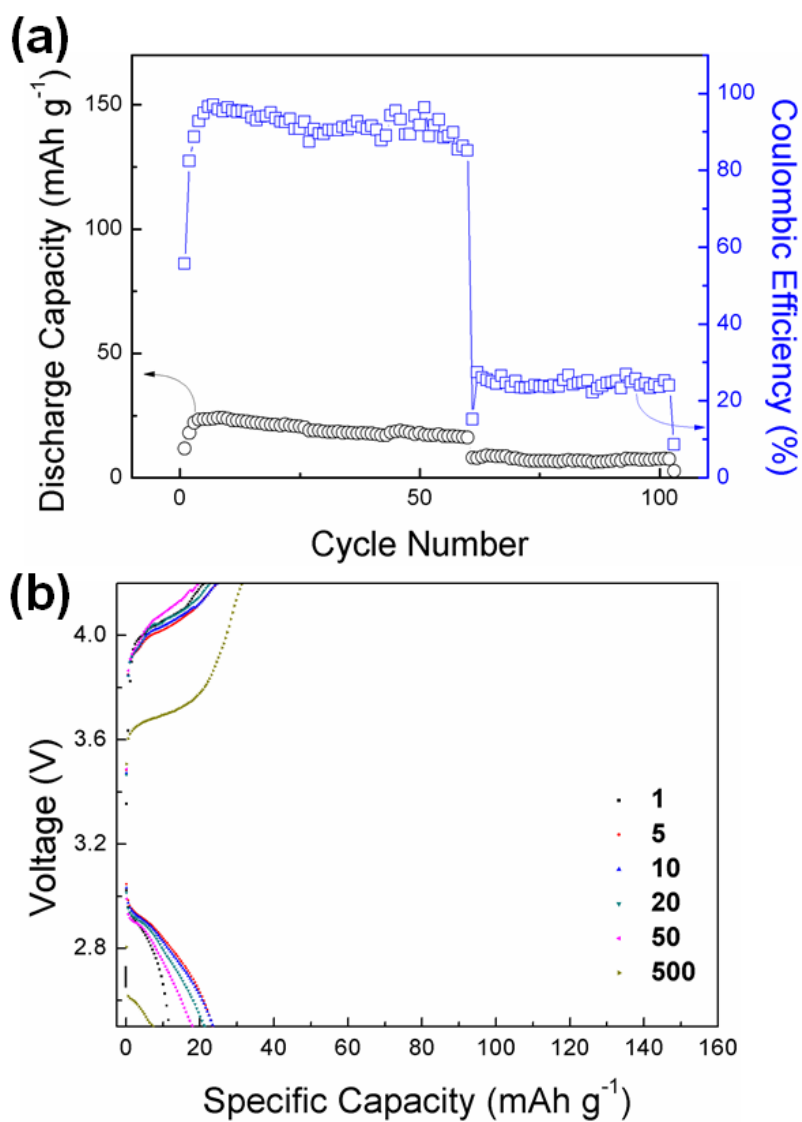 (a)
150
100
50
0
Discharge Capacity (mAh g⁻¹)
100
80
60
40
20
0
Coulombic Efficiency (%)
0 50 100
Cycle Number
(b)
4.0
3.6
3.2
2.8
Voltage (V)
1
5
10
20
50
500
0 20 40 60 80 100 120 140 160
Specific Capacity (mAh g⁻¹)